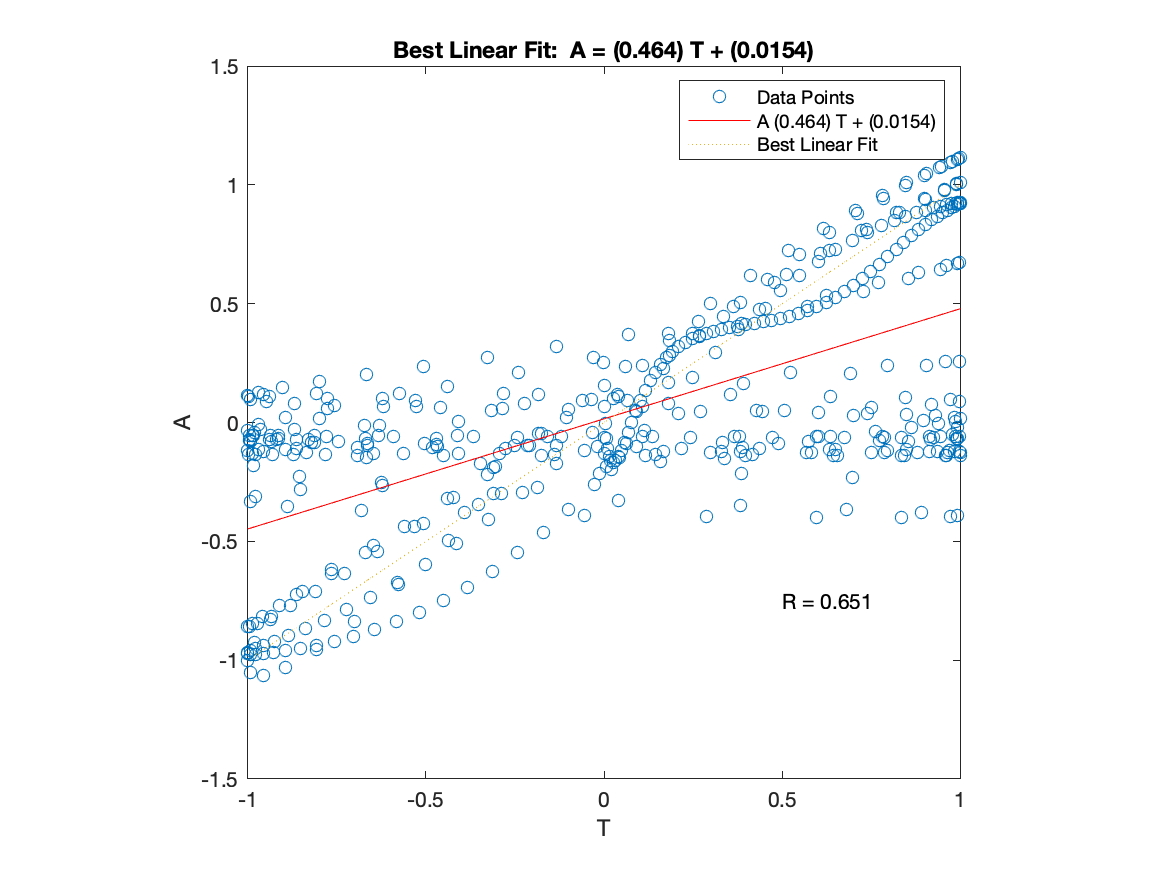 Best Linear Fit:  A = (0.464) T + (0.0154)
1.5
Data Points
A (0.464) T + (0.0154)
Best Linear Fit
1
0.5
0
A
-0.5
R = 0.651
-1
-1.5
-1
-0.5
0
0.5
1
T